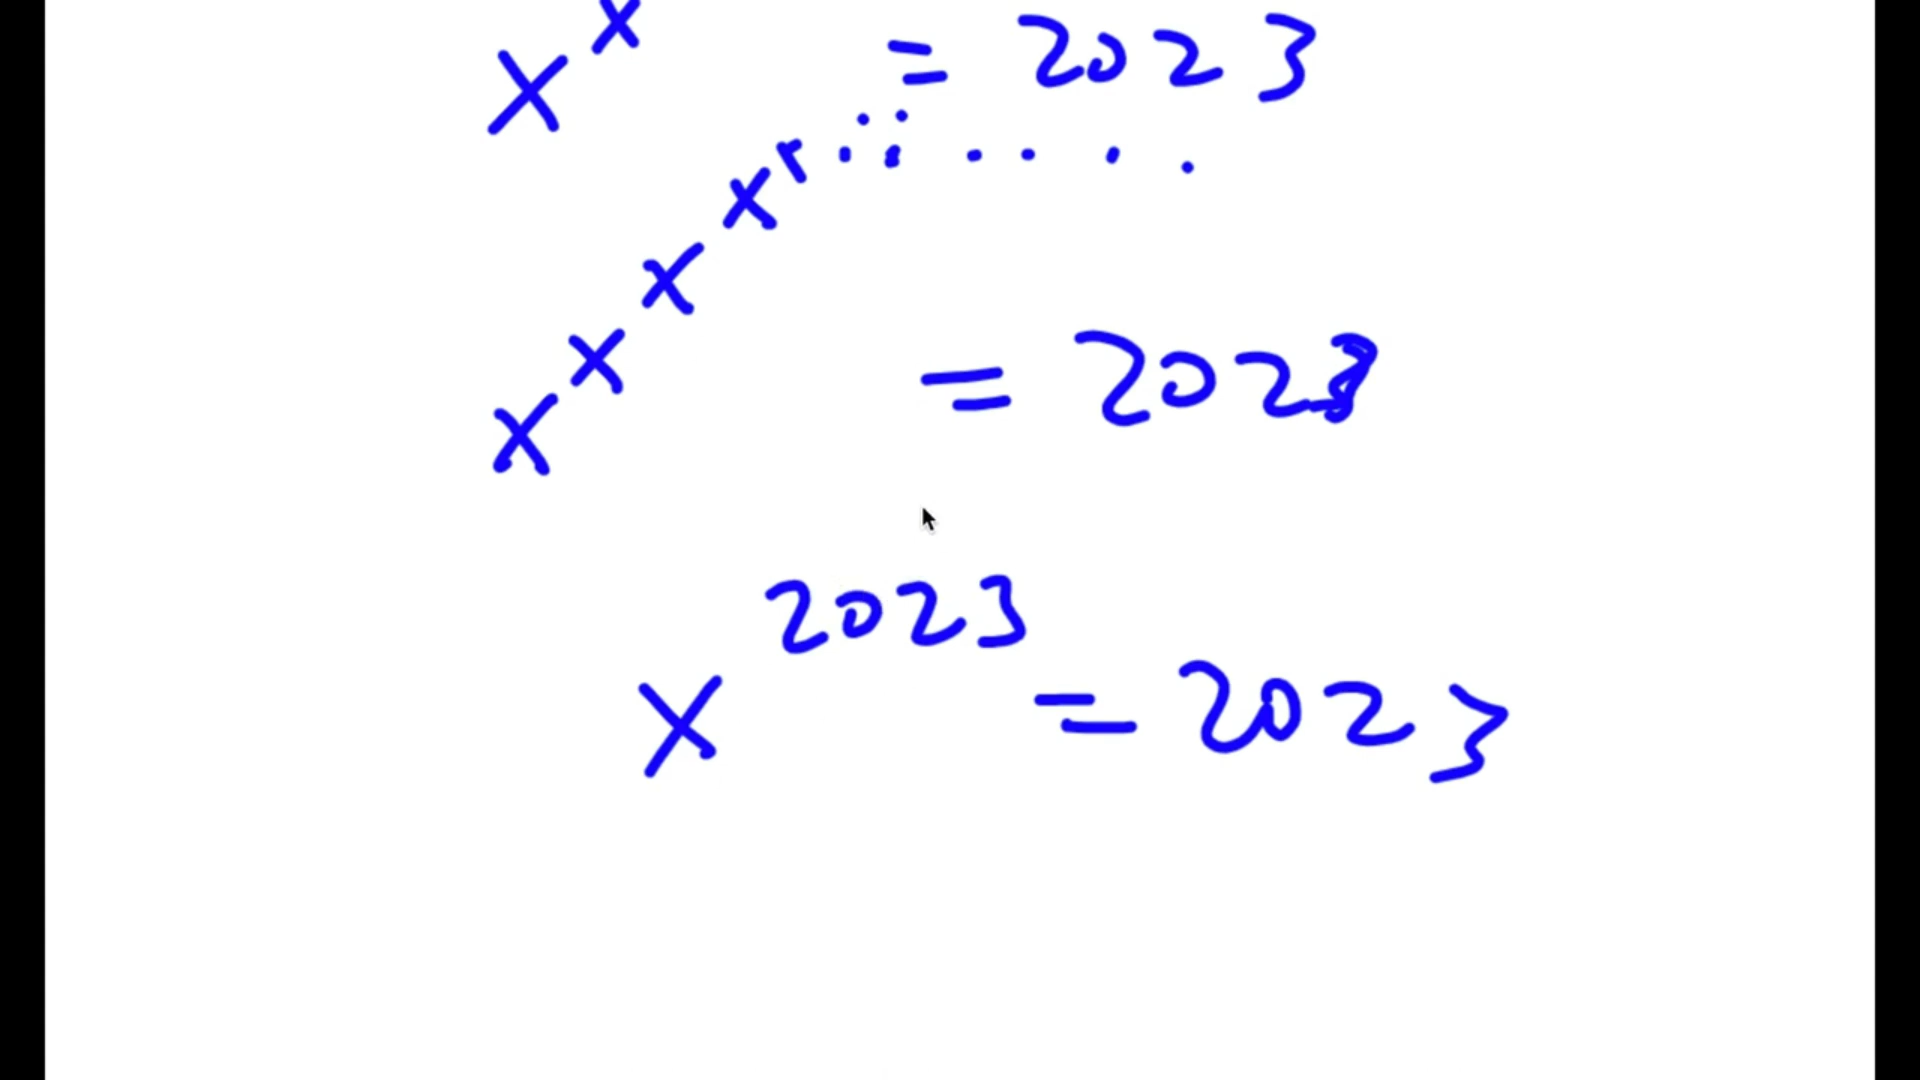 x^x = 2023
x^x^x^x^r........ = 2023
x^2023 = 2023